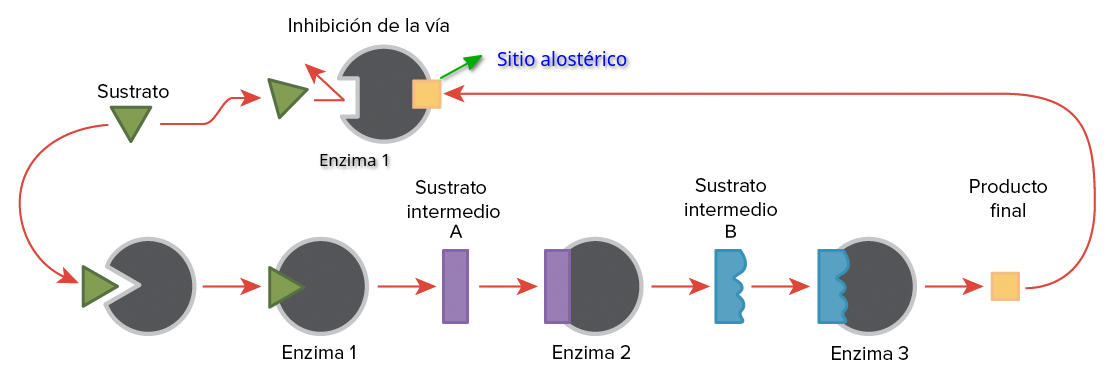 Inhibición de la vía
Sitio alostérico
Sustrato
Enzima 1
Sustrato
intermedio
A
Sustrato
intermedio
B
Producto
final
Enzima 1
Enzima 2
Enzima 3